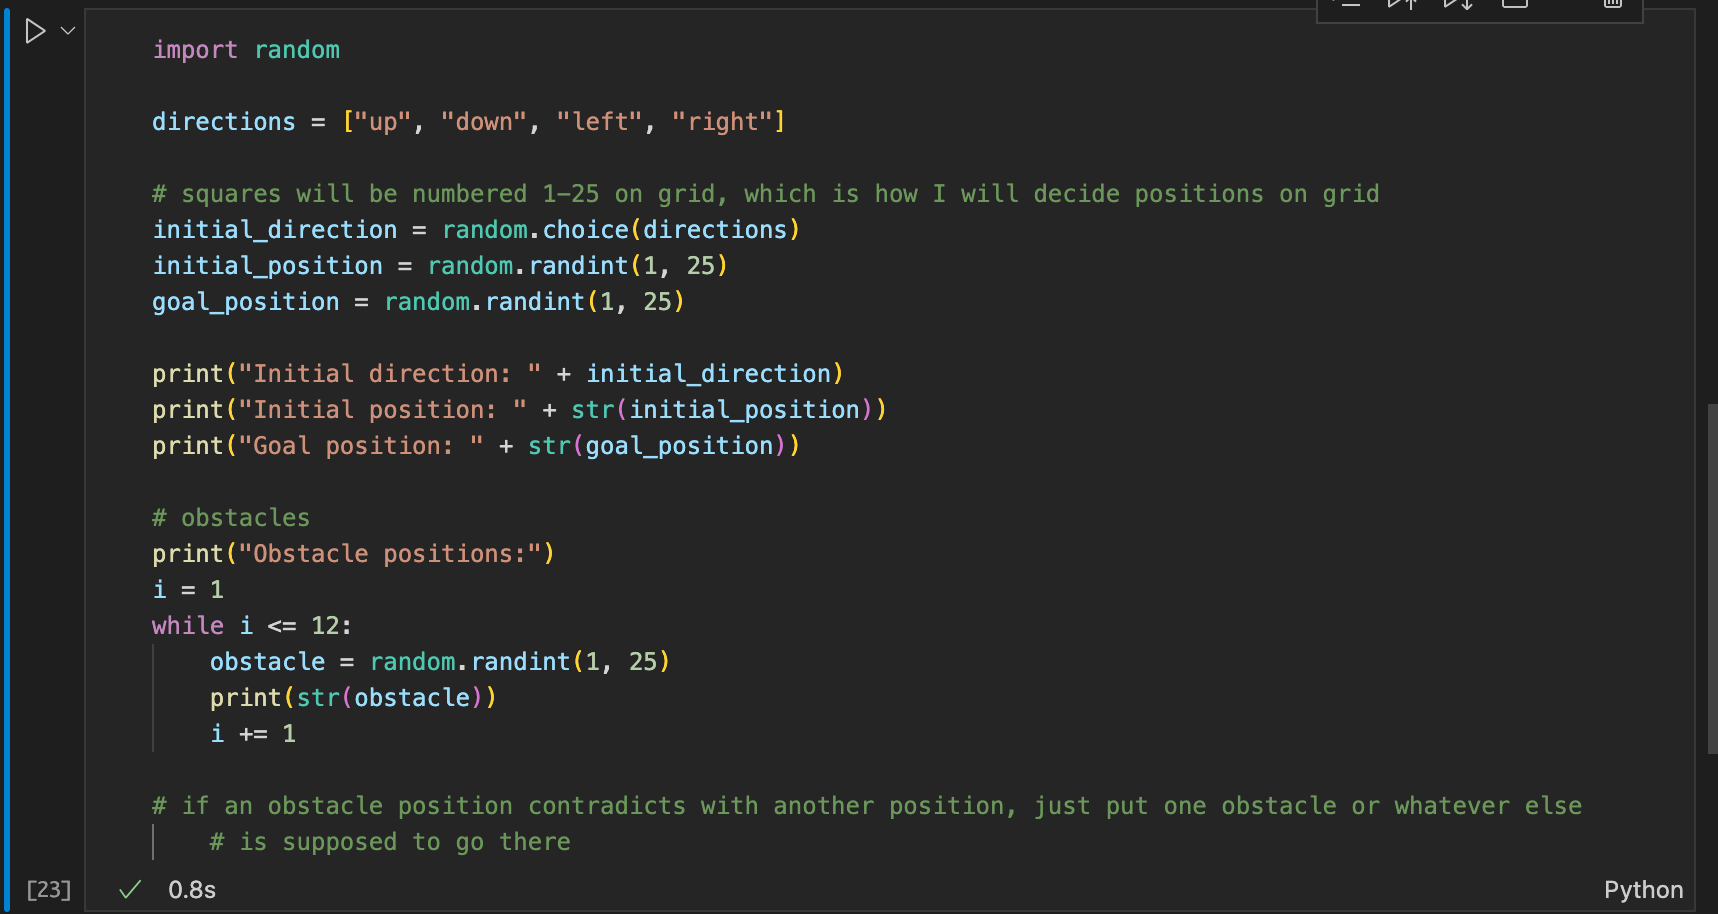 import random
directions = ["up", "down", "left", "right"]
# squares will be numbered 1-25 on grid, which is how I will decide positions on grid
initial_direction = random.choice(directions)
initial_position = random.randint(1, 25)
goal_position = random.randint(1, 25)
print("Initial direction: " + initial_direction)
print("Initial position: " + str(initial_position))
print("Goal position: " + str(goal_position))
# obstacles
print("Obstacle positions:")
i = 1
while i <= 12:
    obstacle = random.randint(1, 25)
    print(str(obstacle))
    i += 1
# if an obstacle position contradicts with another position, just put one obstacle or whatever else
    # is supposed to go there
[23] 0.8s Python